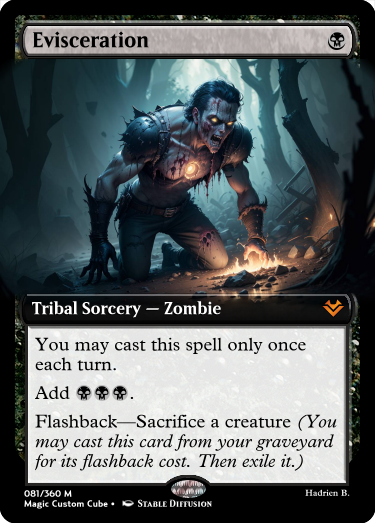 Evisceration
Tribal Sorcery — Zombie
You may cast this spell only once
each turn.
Add .
Flashback—Sacrifice a creature (You
may cast this card from your graveyard
for its flashback cost. Then exile it.)
081/360 M
Hadrien B.
Magic Custom Cube • Stable Diffusion